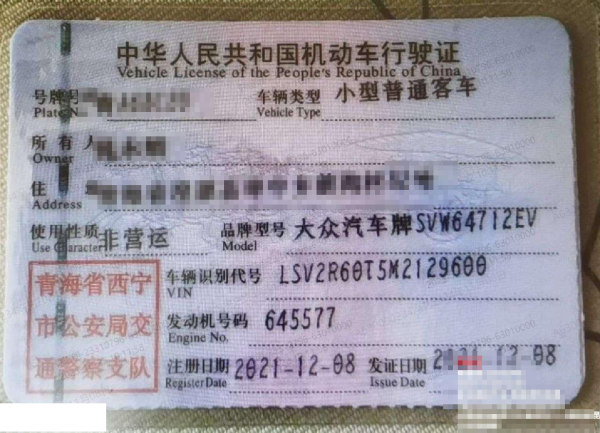 中华人民共和国机动车行驶证
Vehicle License of the People's Republic of China
号牌号
Plate N
车辆类型 小型普通客车
Vehicle Type
所有人
Owner
住
Address
使用性质 非营运
Use Character
品牌型号 大众汽车牌SVW64712EV
Model
青海省西宁
市公安局交
通警察支队
车辆识别代号 LSV2R60T5M2129600
VIN
发动机号码 645577
Engine No.
注册日期 2021-12-08
Register Date
发证日期 2021-12-08
Issue Date